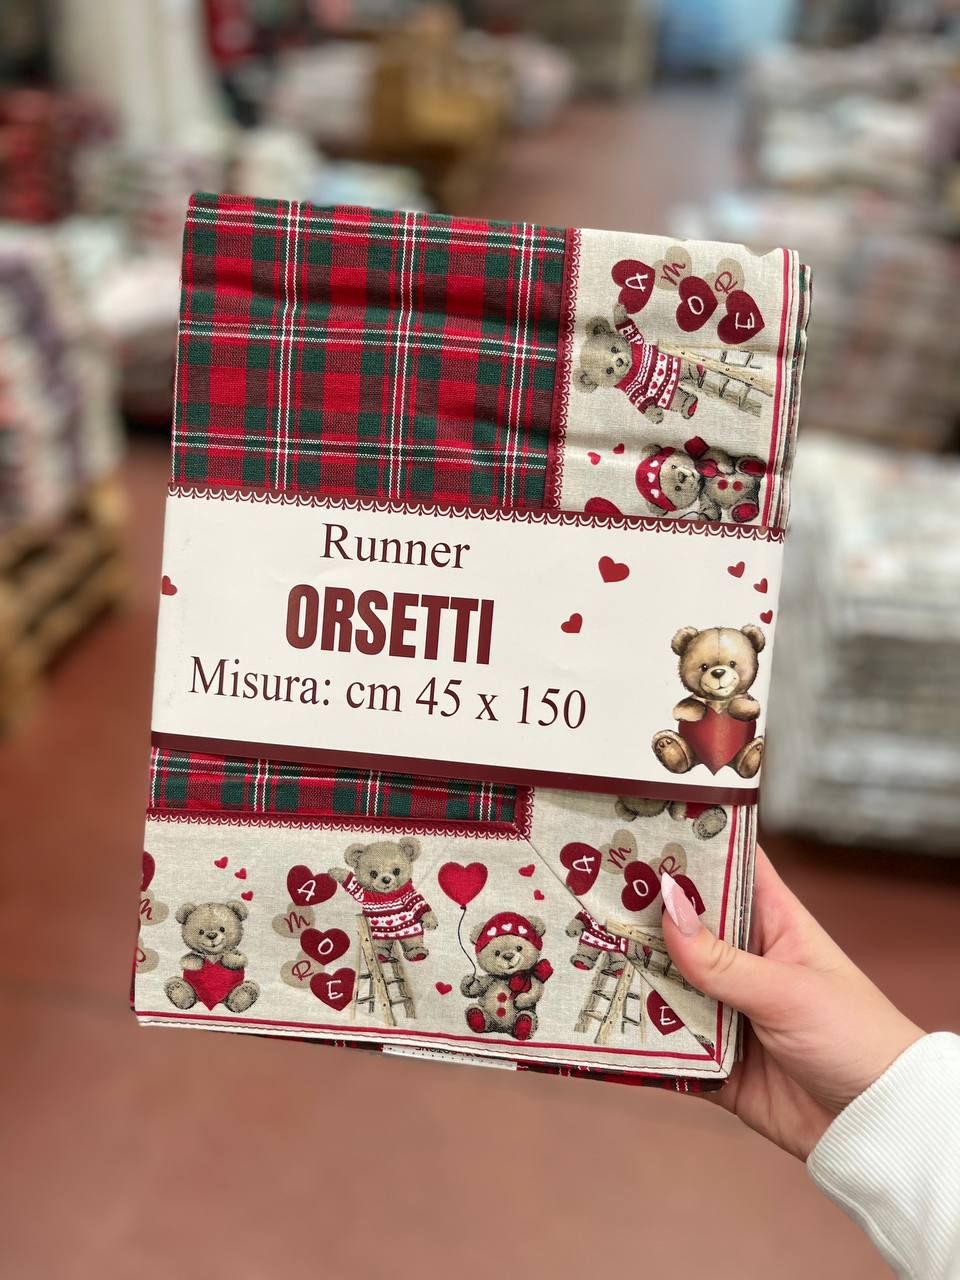 A M O R E
Runner
ORSETTI
Misura: cm 45 x 150
A M O R E
A M O
E